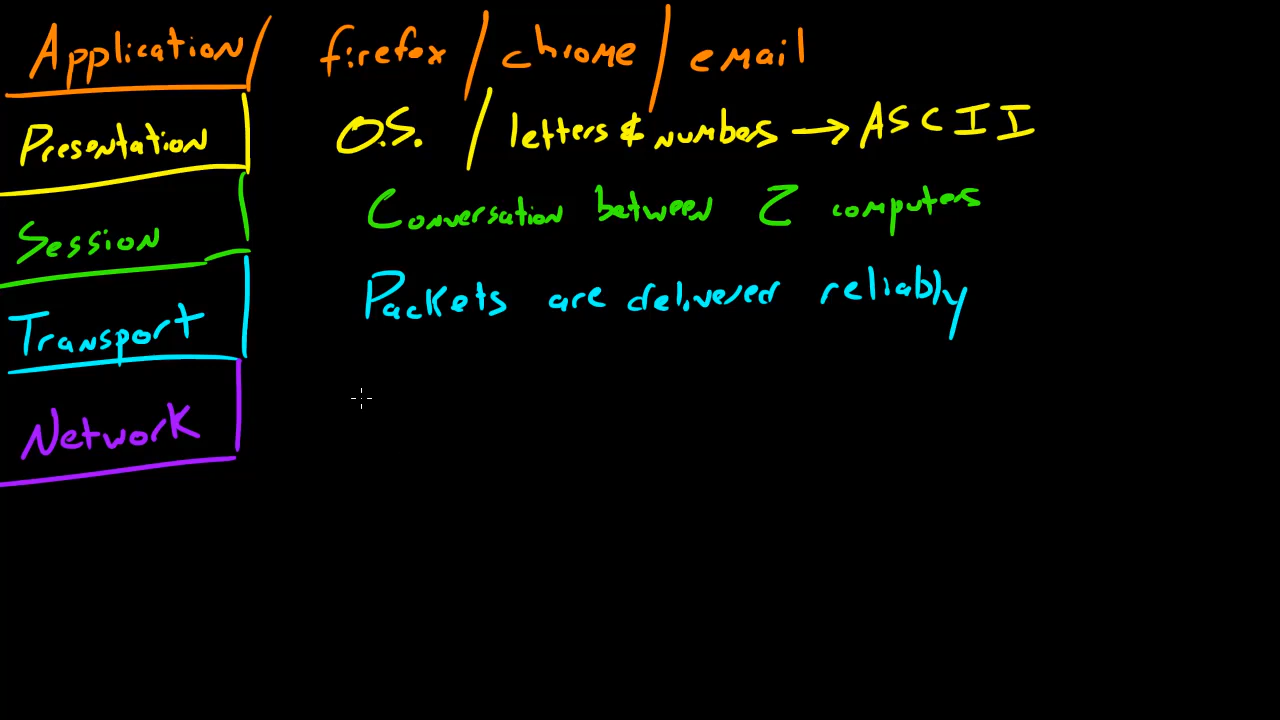 Application / firefox / chrome / email
Presentation O.S. / letters & numbers → ASCII
Session Conversation between 2 computers
Transport Packets are delivered reliably
Network